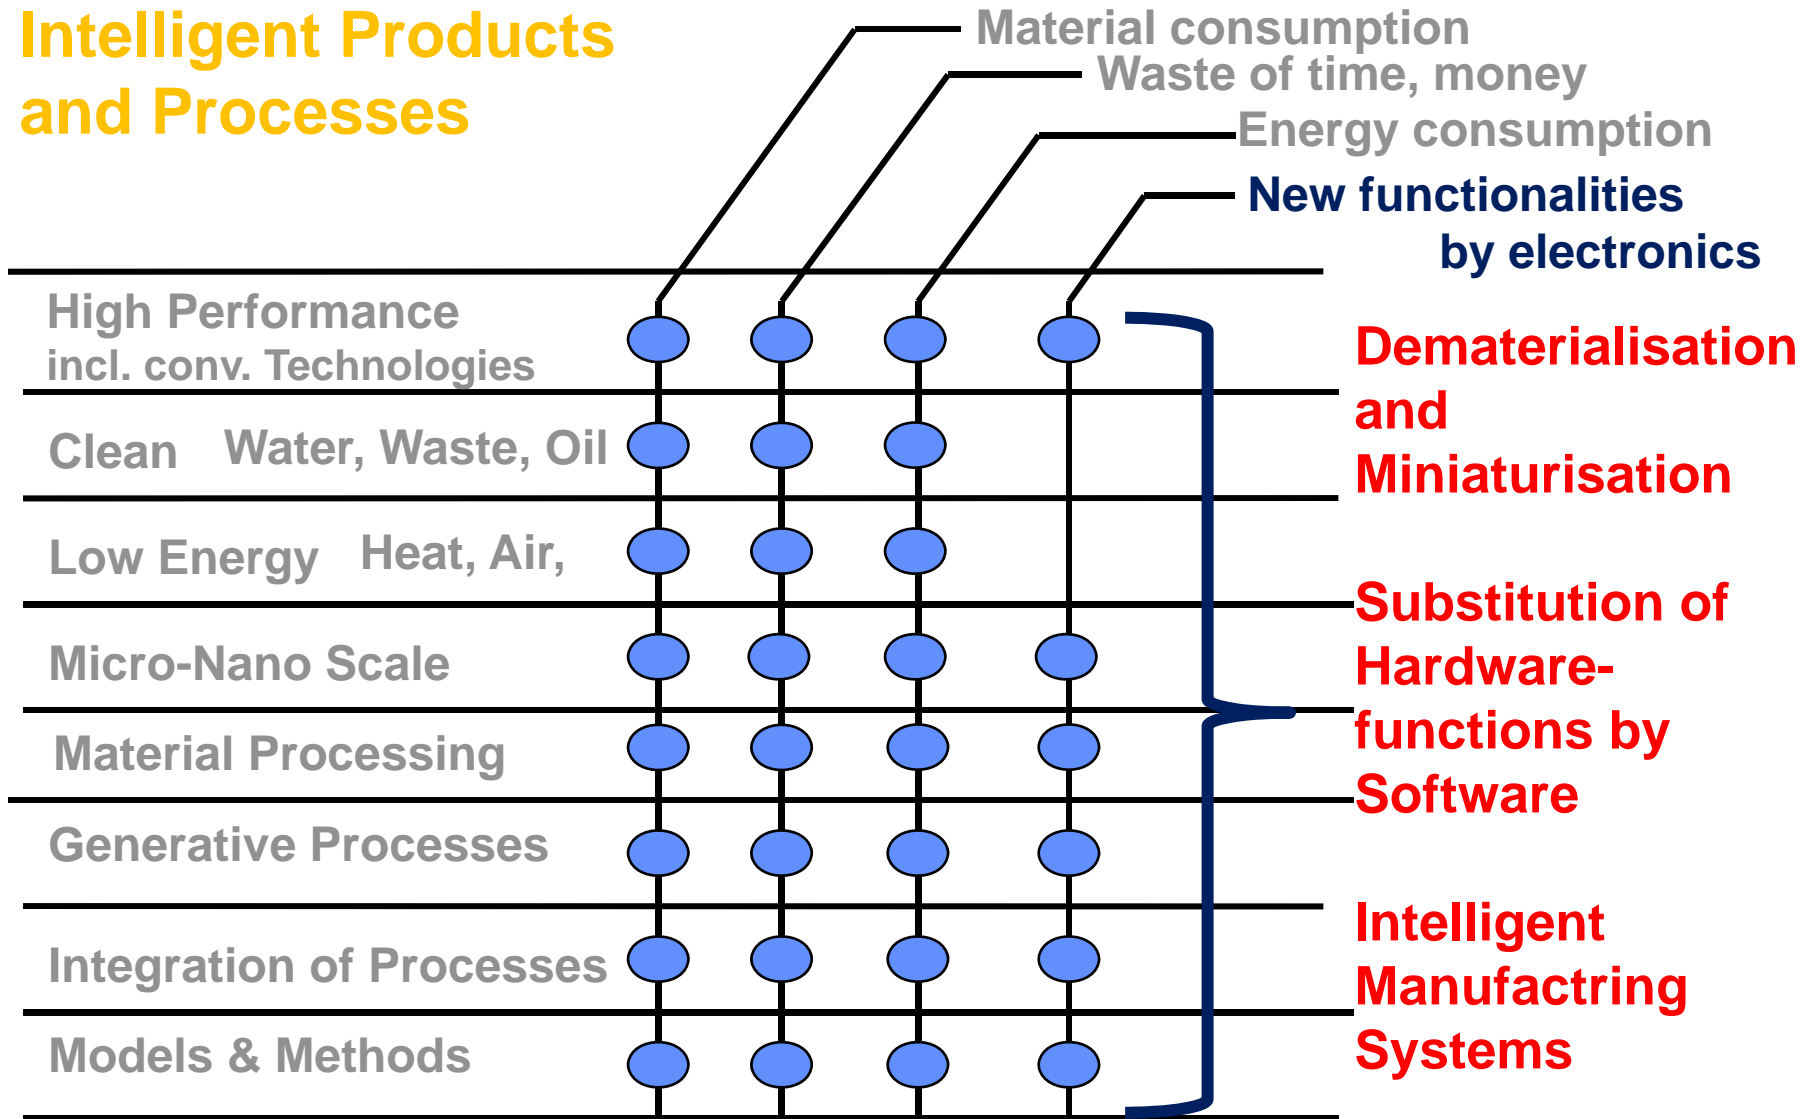 Intelligent Products
and Processes
Material consumption
Waste of time, money
Energy consumption
New functionalities
by electronics
High Performance
incl. conv. Technologies
Clean Water, Waste, Oil
Low Energy Heat, Air,
Micro-Nano Scale
Material Processing
Generative Processes
Integration of Processes
Models & Methods
Dematerialisation
and
Miniaturisation
Substitution of
Hardware-
functions by
Software
Intelligent
Manufactring
Systems